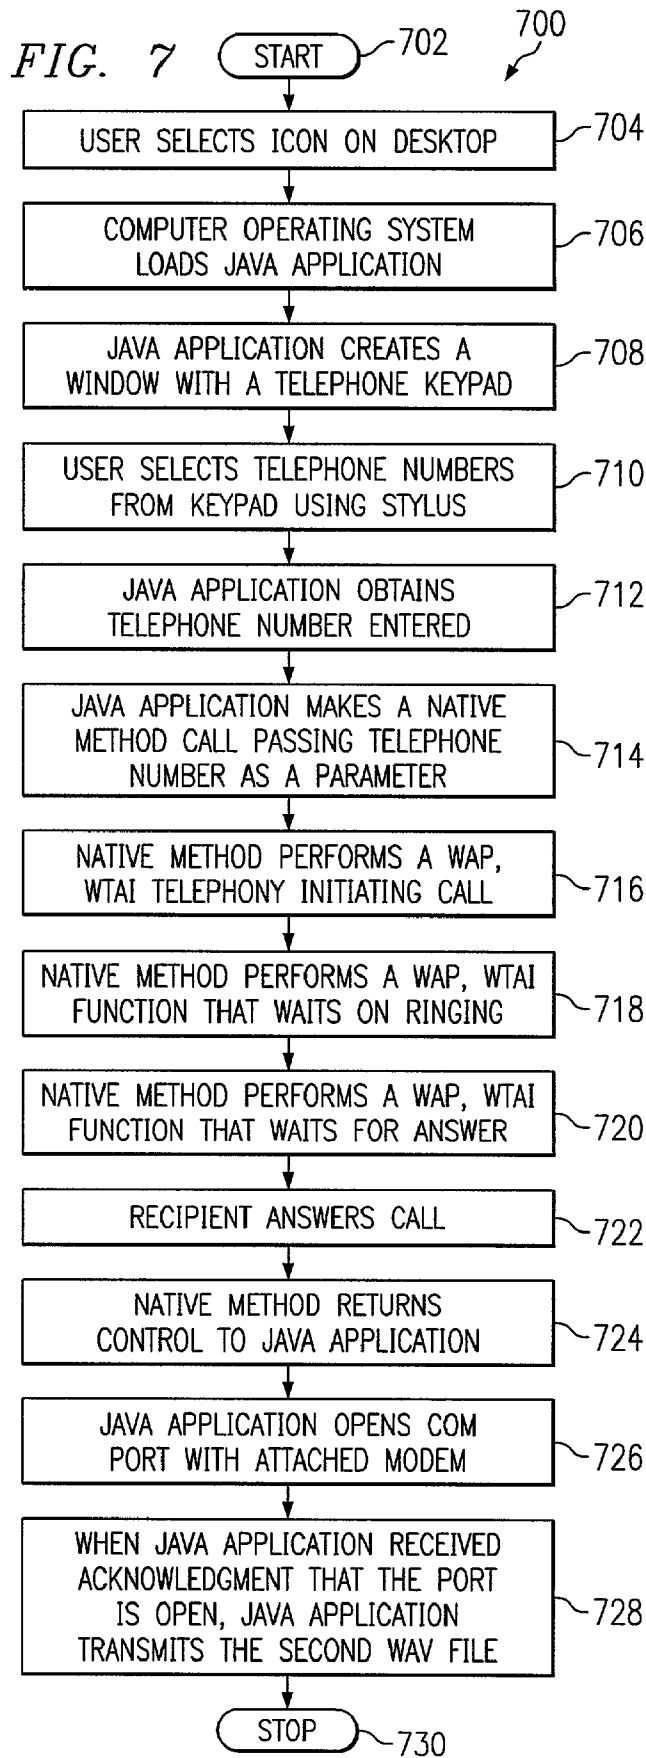 FIG. 7
START
702
700
USER SELECTS ICON ON DESKTOP
704
COMPUTER OPERATING SYSTEM
LOADS JAVA APPLICATION
706
JAVA APPLICATION CREATES A
WINDOW WITH A TELEPHONE KEYPAD
708
USER SELECTS TELEPHONE NUMBERS
FROM KEYPAD USING STYLUS
710
JAVA APPLICATION OBTAINS
TELEPHONE NUMBER ENTERED
712
JAVA APPLICATION MAKES A NATIVE
METHOD CALL PASSING TELEPHONE
NUMBER AS A PARAMETER
714
NATIVE METHOD PERFORMS A WAP,
WTAI TELEPHONY INITIATING CALL
716
NATIVE METHOD PERFORMS A WAP, WTAI
FUNCTION THAT WAITS ON RINGING
718
NATIVE METHOD PERFORMS A WAP, WTAI
FUNCTION THAT WAITS FOR ANSWER
720
RECIPIENT ANSWERS CALL
722
NATIVE METHOD RETURNS
CONTROL TO JAVA APPLICATION
724
JAVA APPLICATION OPENS COM
PORT WITH ATTACHED MODEM
726
WHEN JAVA APPLICATION RECEIVED
ACKNOWLEDGMENT THAT THE PORT
IS OPEN, JAVA APPLICATION
TRANSMITS THE SECOND WAV FILE
728
STOP
730